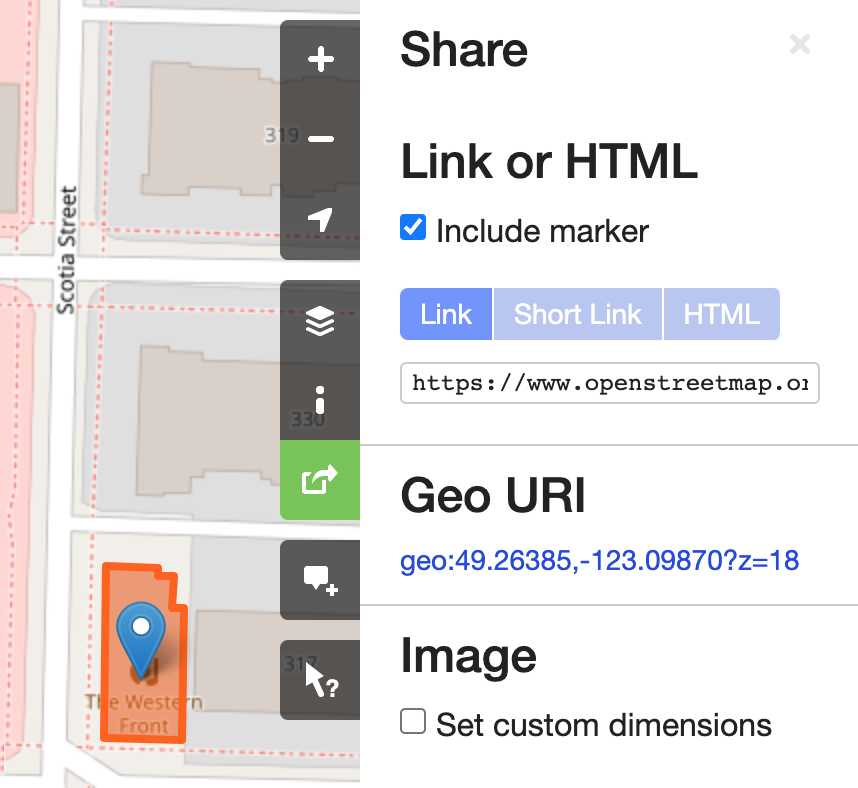 Share
×
Link or HTML
Include marker
Link
Short Link
HTML
https://www.openstreetmap.or
Geo URI
geo:49.26385,-123.09870?z=18
Image
Set custom dimensions
319
Scotia Street
330
317
The Western
Front